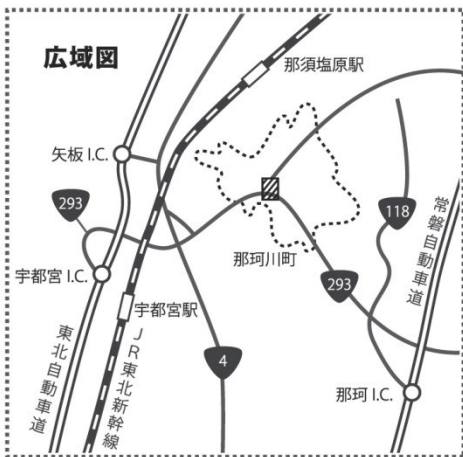 広域図
那須塩原駅
矢板 I.C.
293
118
常磐自動車道
那珂川町
宇都宮 I.C.
293
宇都宮駅
東北自動車道
JR東北新幹線
4
那珂 I.C.